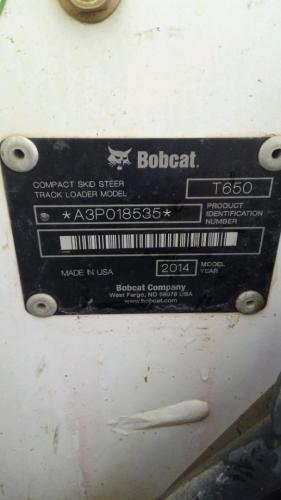 Bobcat.
COMPACT SKID STEER
TRACK LOADER MODEL T650
*A3P018535* PRODUCT
IDENTIFICATION
NUMBER
MADE IN USA 2014 MODEL
YEAR
Bobcat Company
West Fargo, ND 58078 USA
www.bobcat.com